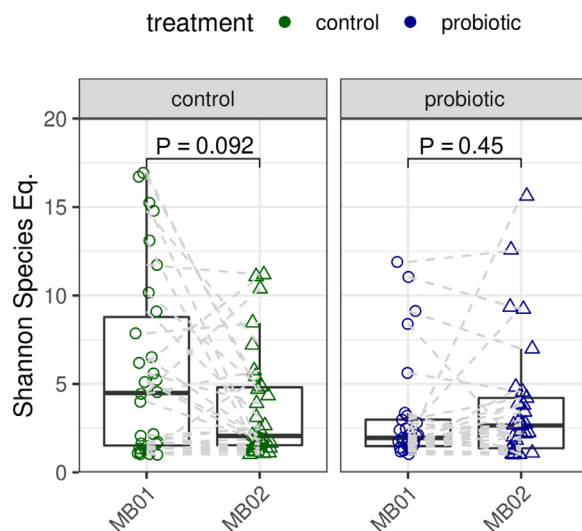 treatment control probiotic
control probiotic
Shannon Species Eq.
20
15
10
5
0
P = 0.092
P = 0.45
MB01 MB02 MB01 MB02